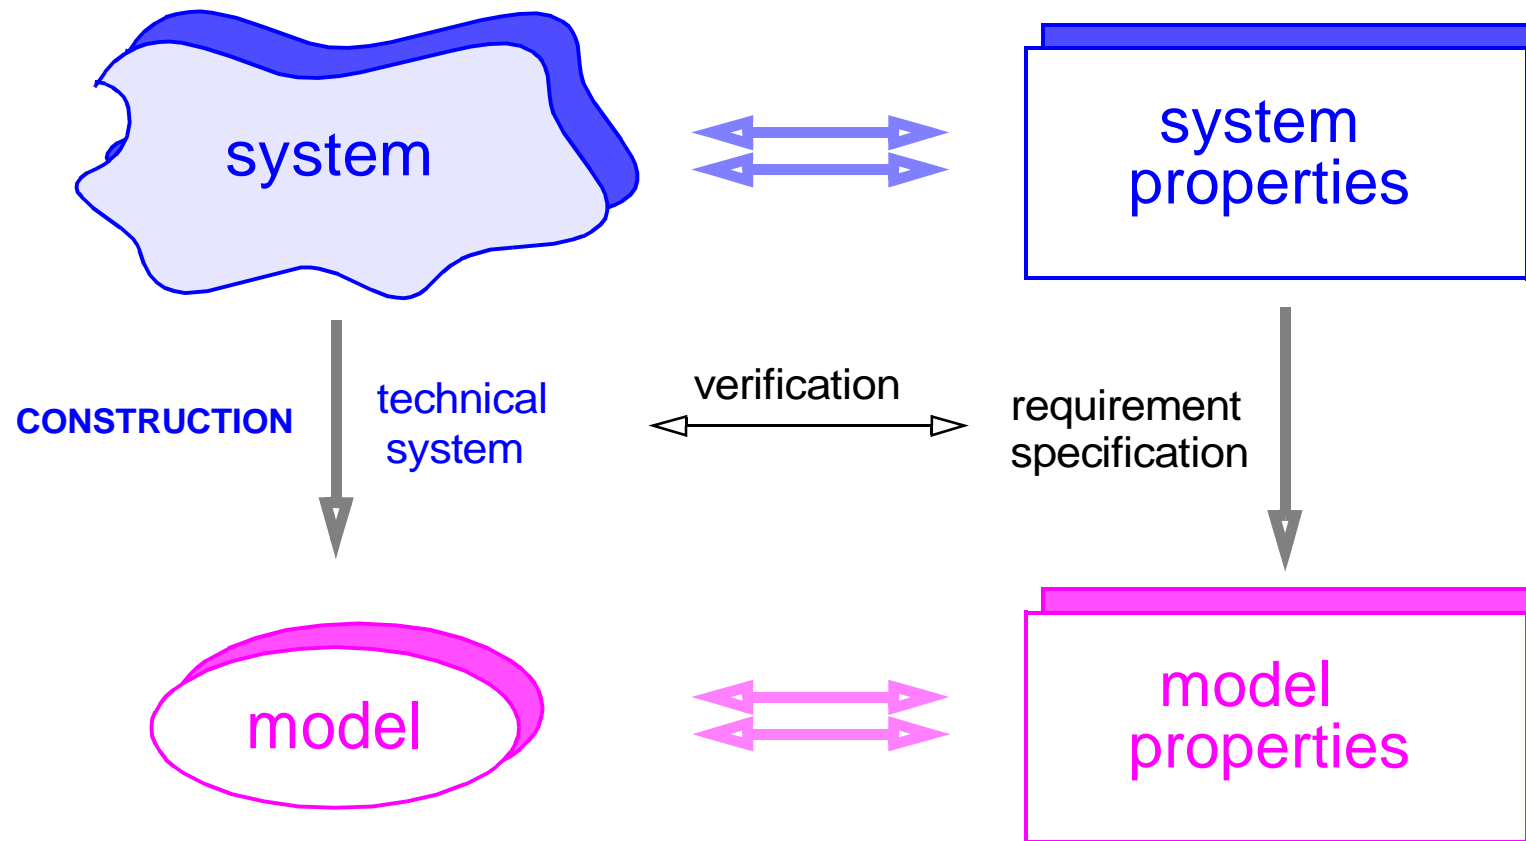 system
system
properties
CONSTRUCTION
technical
system
verification
requirement
specification
model
model
properties